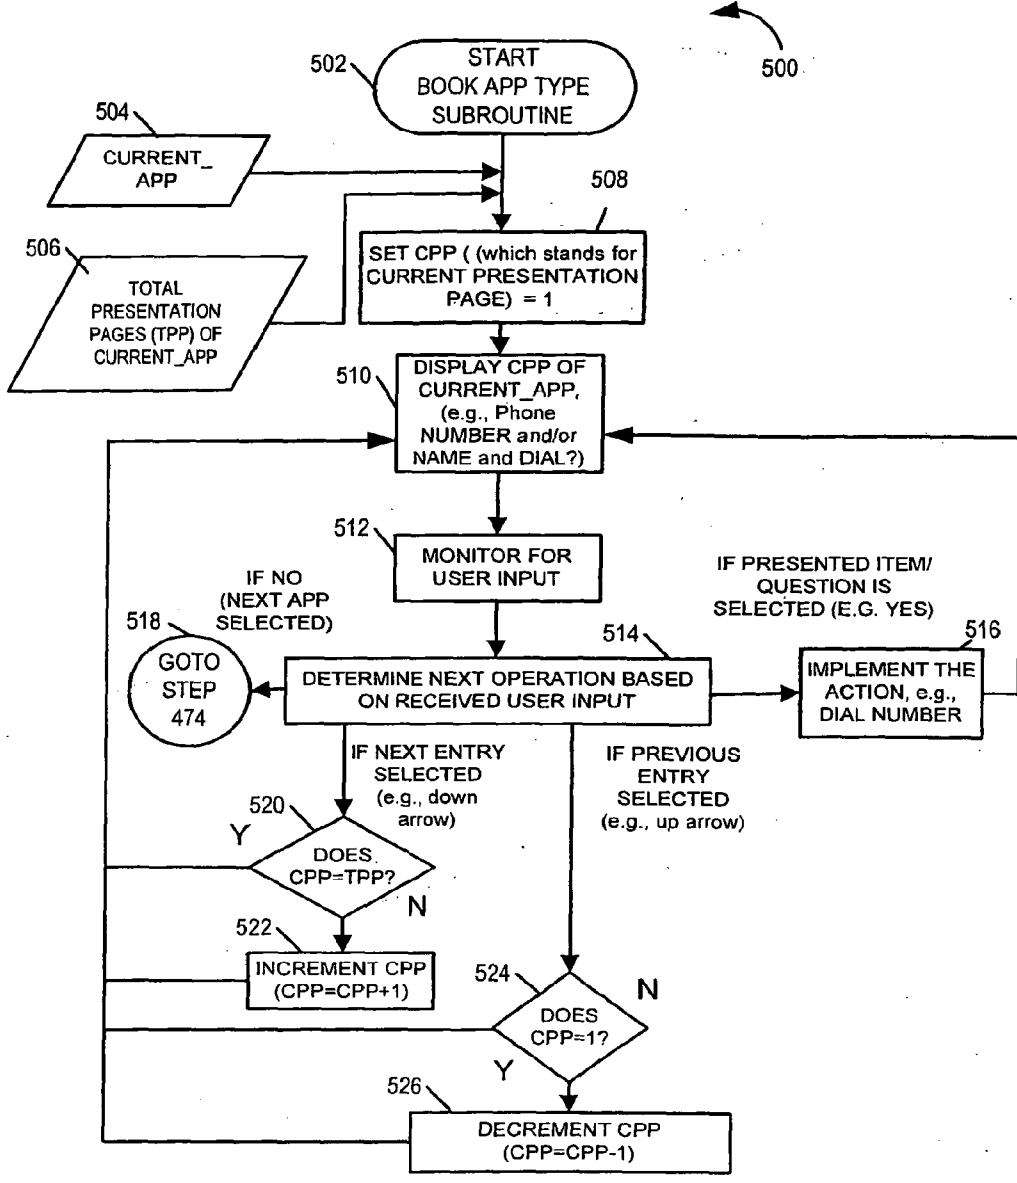 500
502
START
BOOK APP TYPE
SUBROUTINE
504
CURRENT_
APP
506
TOTAL
PRESENTATION
PAGES (TPP) OF
CURRENT_APP
508
SET CPP ( (which stands for
CURRENT PRESENTATION
PAGE) = 1
510
DISPLAY CPP OF
CURRENT_APP,
(e.g., Phone
NUMBER and/or
NAME and DIAL?)
512
MONITOR FOR
USER INPUT
IF NO
(NEXT APP
SELECTED)
518
GOTO
STEP
474
514
DETERMINE NEXT OPERATION BASED
ON RECEIVED USER INPUT
IF PRESENTED ITEM/
QUESTION IS
SELECTED (E.G. YES)
516
IMPLEMENT THE
ACTION, e.g.,
DIAL NUMBER
IF NEXT ENTRY
SELECTED
(e.g., down
arrow)
IF PREVIOUS
ENTRY
SELECTED
(e.g., up arrow)
520
Y
DOES
CPP=TPP?
N
522
INCREMENT CPP
(CPP=CPP+1)
524
N
DOES
CPP=1?
Y
526
DECREMENT CPP
(CPP=CPP-1)